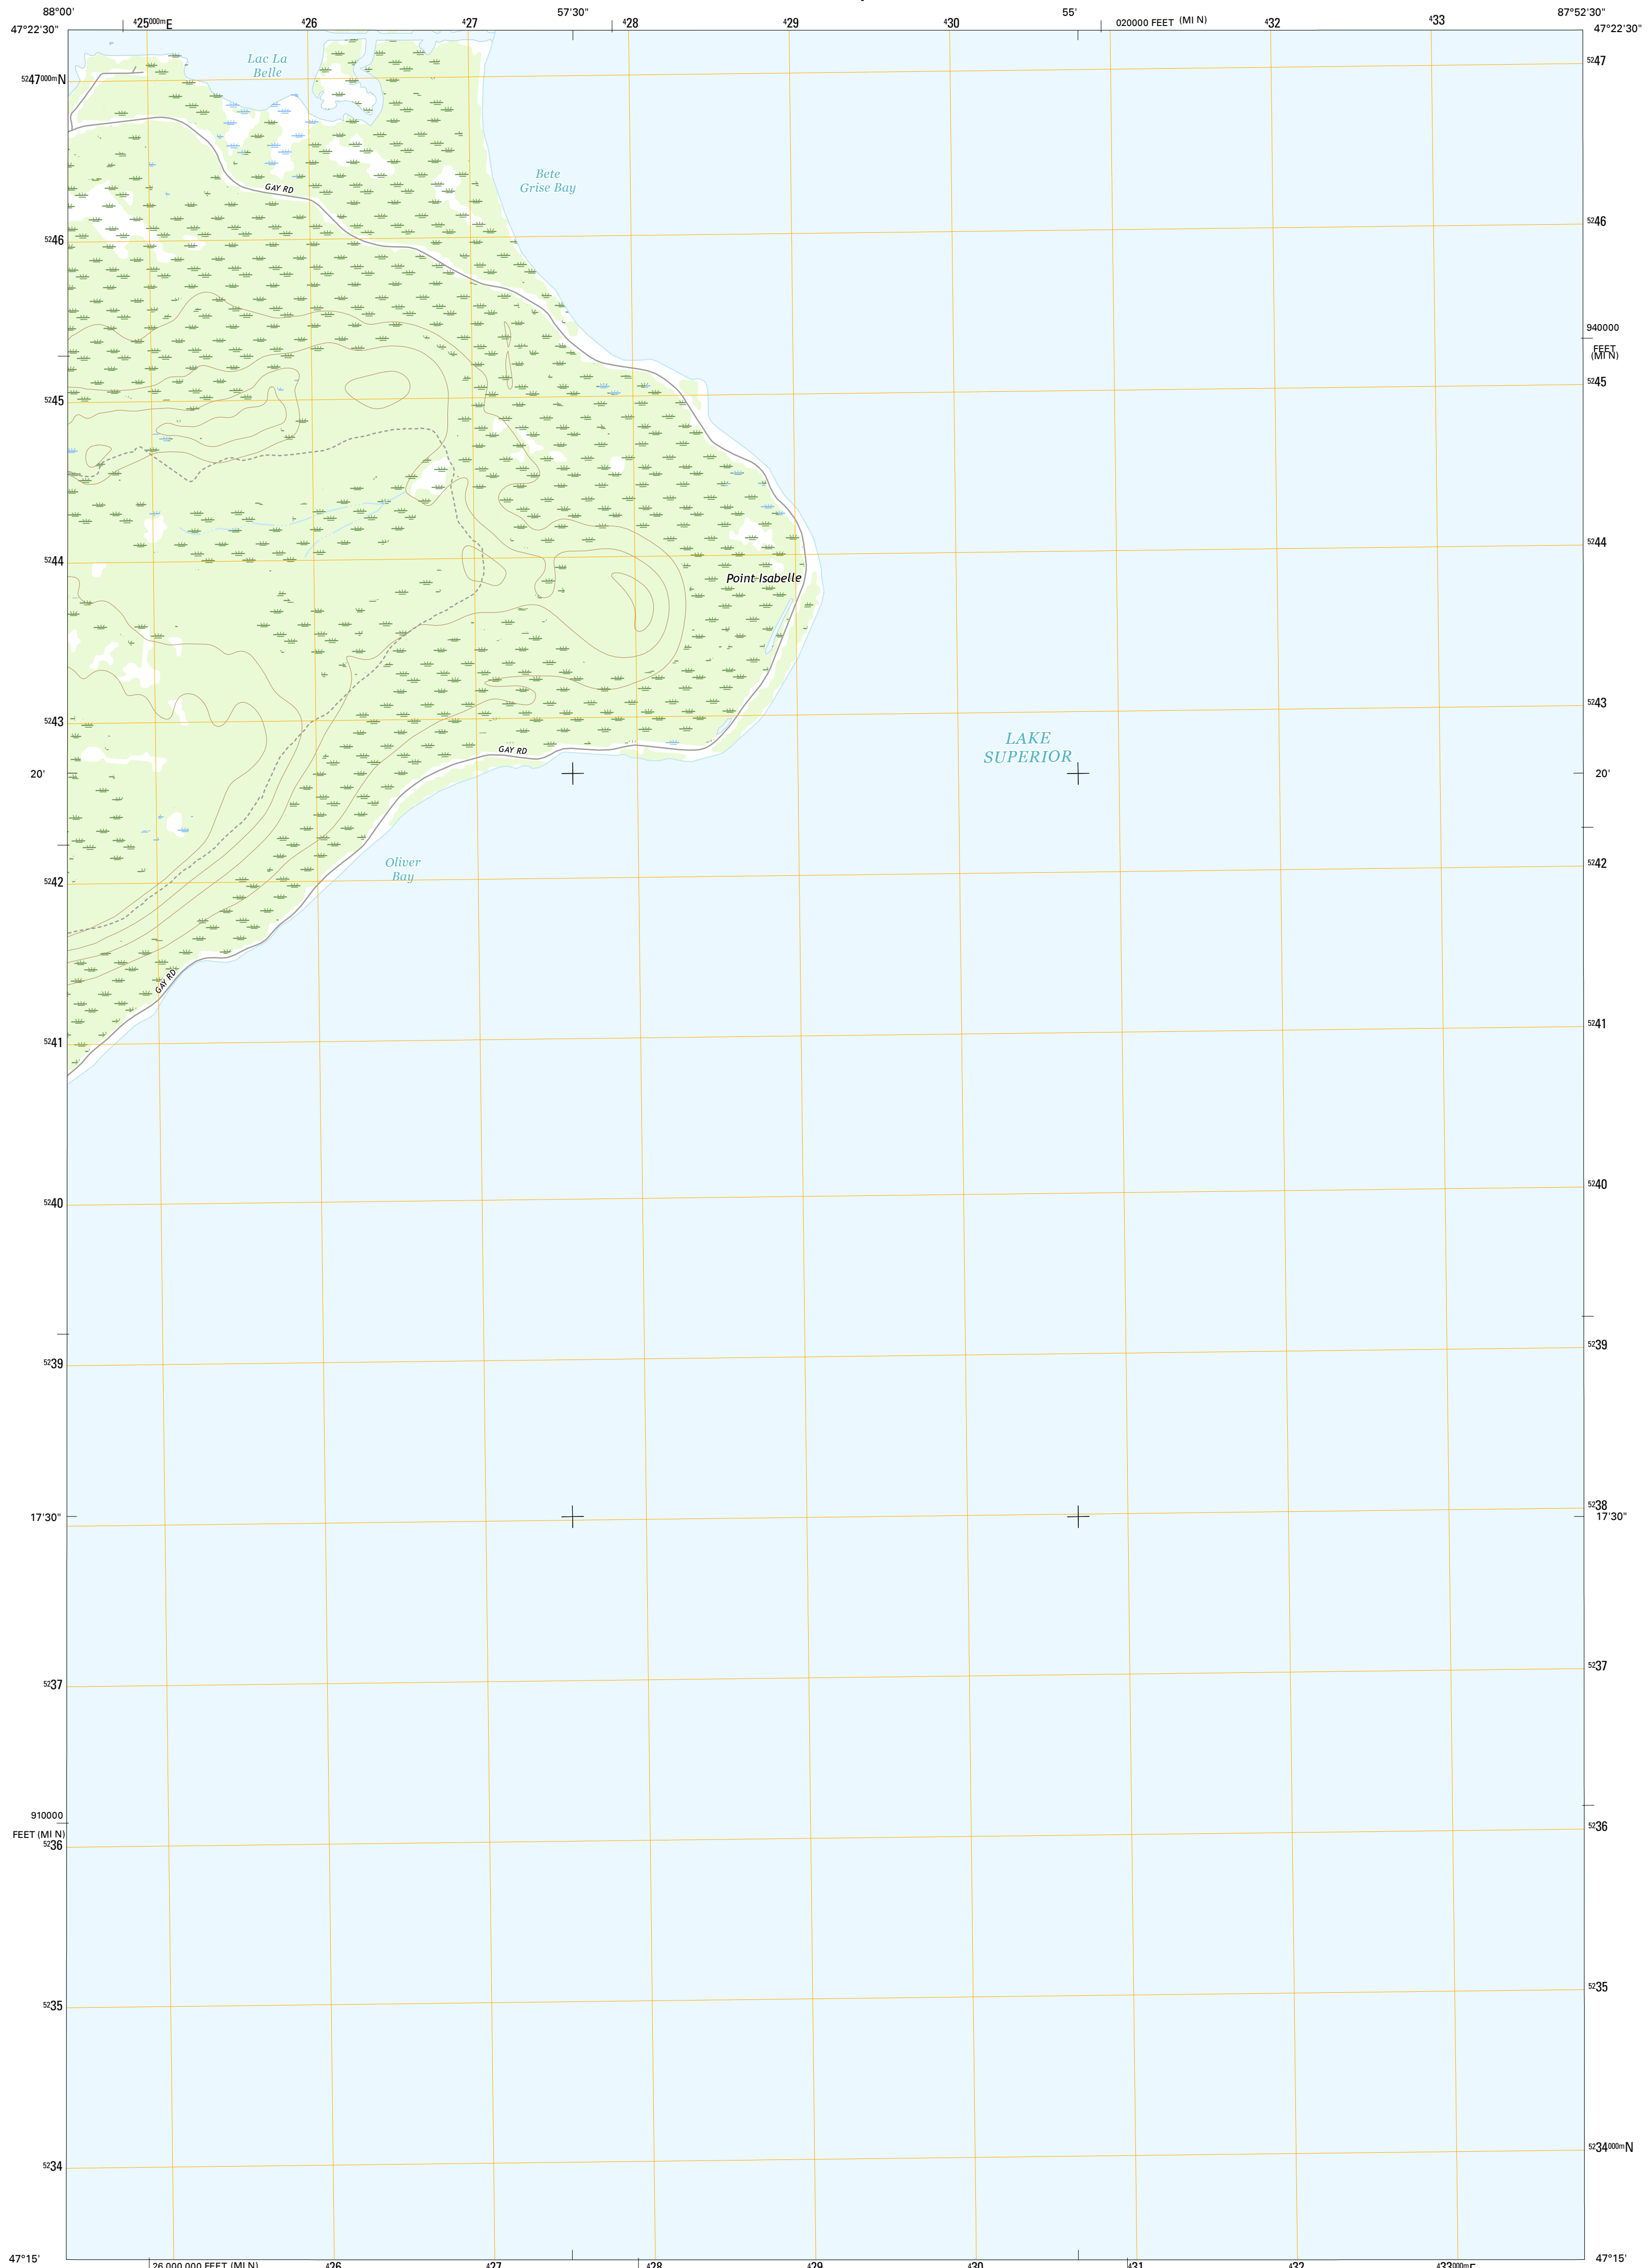 88°00'
⁴25⁰⁰⁰ᵐE
⁴26
⁴27
57'30"
⁴28
⁴29
⁴30
55'
020000 FEET (MI N)
⁴32
⁴33
87°52'30"
47°22'30"
47°22'30"
Lac La
Belle
⁵²47⁰⁰⁰ᵐN
⁵²47
Bete
Grise Bay
GAY RD
⁵²46
⁵²46
940000
FEET
(MI N)
⁵²45
⁵²45
⁵²44
⁵²44
Point Isabelle
⁵²43
⁵²43
LAKE
SUPERIOR
GAY RD
20'
20'
Oliver
Bay
⁵²42
⁵²42
GAY RD
⁵²41
⁵²41
⁵²40
⁵²40
⁵²39
⁵²39
⁵²38
17'30"
17'30"
⁵²37
⁵²37
910000
FEET (MI N)
⁵²36
⁵²36
⁵²35
⁵²35
⁵²34
⁵²34⁰⁰⁰ᵐN
47°15'
47°15'
26 000 000 FEET (MI N)
⁴26
⁴27
⁴28
⁴29
⁴30
⁴31
⁴32
⁴33⁰⁰⁰ᵐE